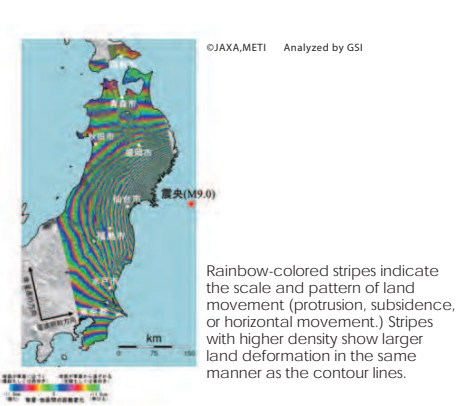 ©JAXA,METI Analyzed by GSI
青森市
秋田市
盛岡市
震央(M9.0)
仙台市
福島市
水戸市
km
0 75 150
Rainbow-colored stripes indicate
the scale and pattern of land
movement (protrusion, subsidence,
or horizontal movement.) Stripes
with higher density show larger
land deformation in the same
manner as the contour lines.